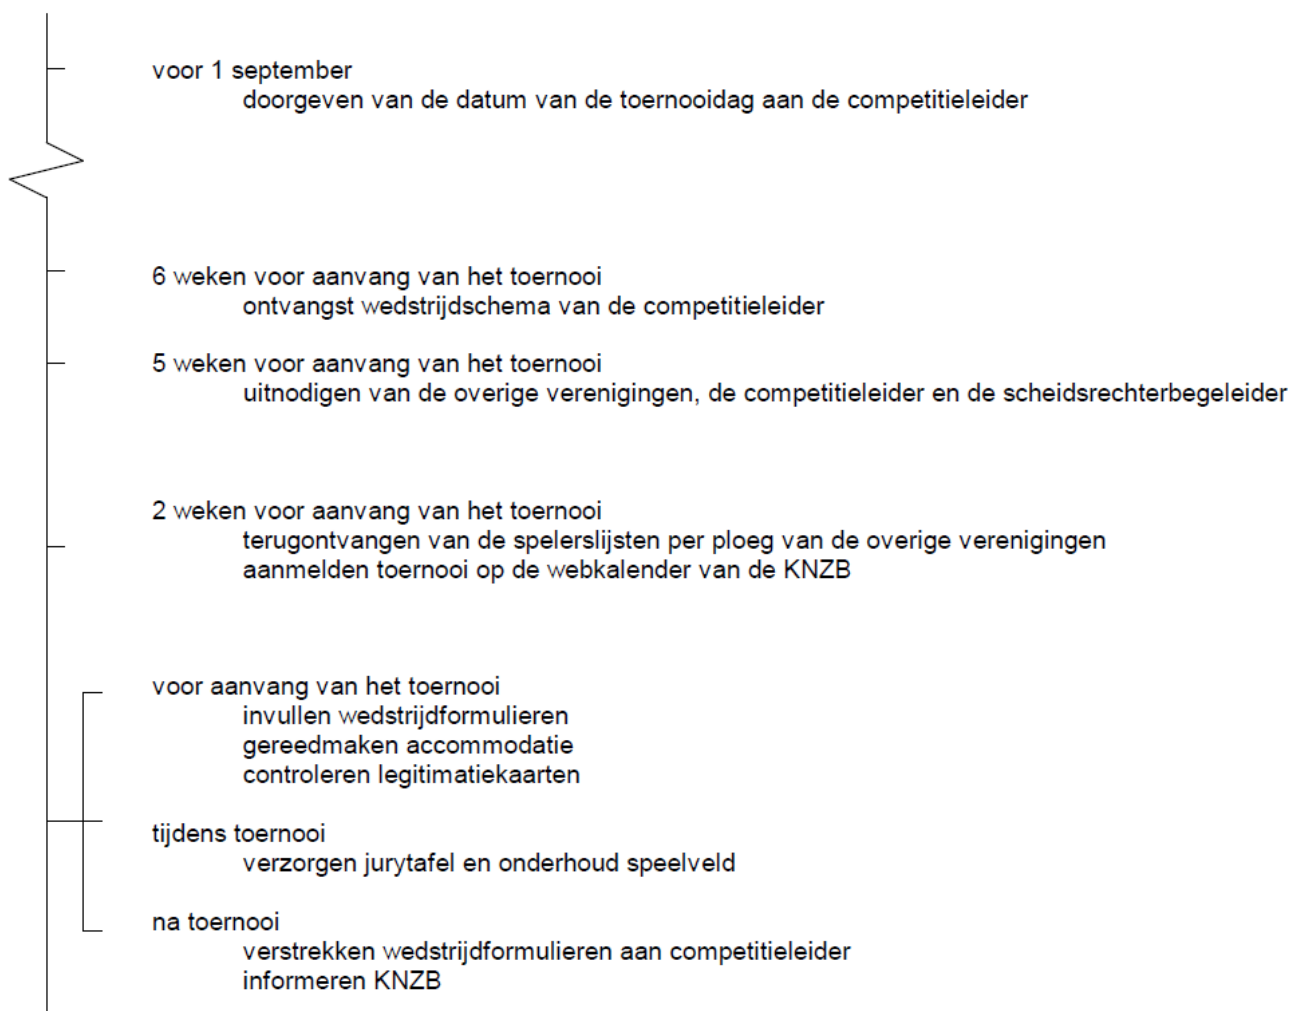 voor 1 september
doorgeven van de datum van de toernooidag aan de competitieleider
6 weken voor aanvang van het toernooi
ontvangst wedstrijdschema van de competitieleider
5 weken voor aanvang van het toernooi
uitnodigen van de overige verenigingen, de competitieleider en de scheidsrechterbegeleider
2 weken voor aanvang van het toernooi
terugontvangen van de spelerslijsten per ploeg van de overige verenigingen
aanmelden toernooi op de webkalender van de KNZB
voor aanvang van het toernooi
invullen wedstrijdformulieren
gereedmaken accommodatie
controleren legitimatiekaarten
tijdens toernooi
verzorgen jurytafel en onderhoud speelveld
na toernooi
verstrekken wedstrijdformulieren aan competitieleider
informeren KNZB